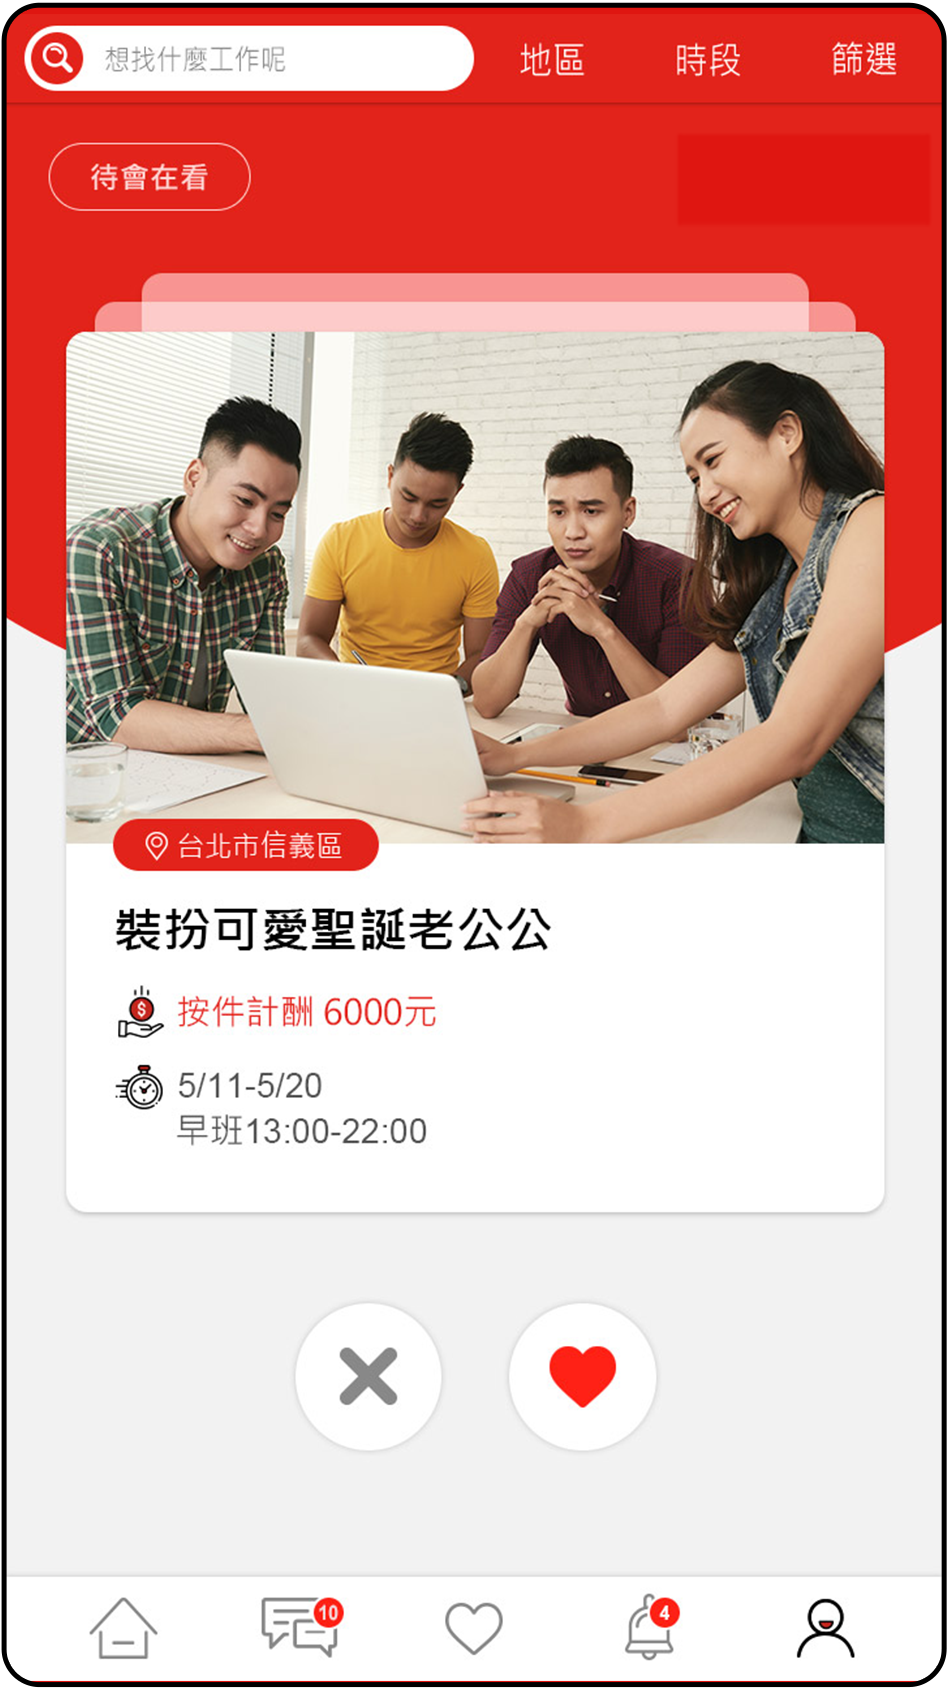 想找什麼工作呢
地區
時段
篩選
待會在看
台北市信義區
裝扮可愛聖誕老公公
按件計酬 6000元
5/11-5/20
早班13:00-22:00
10
4